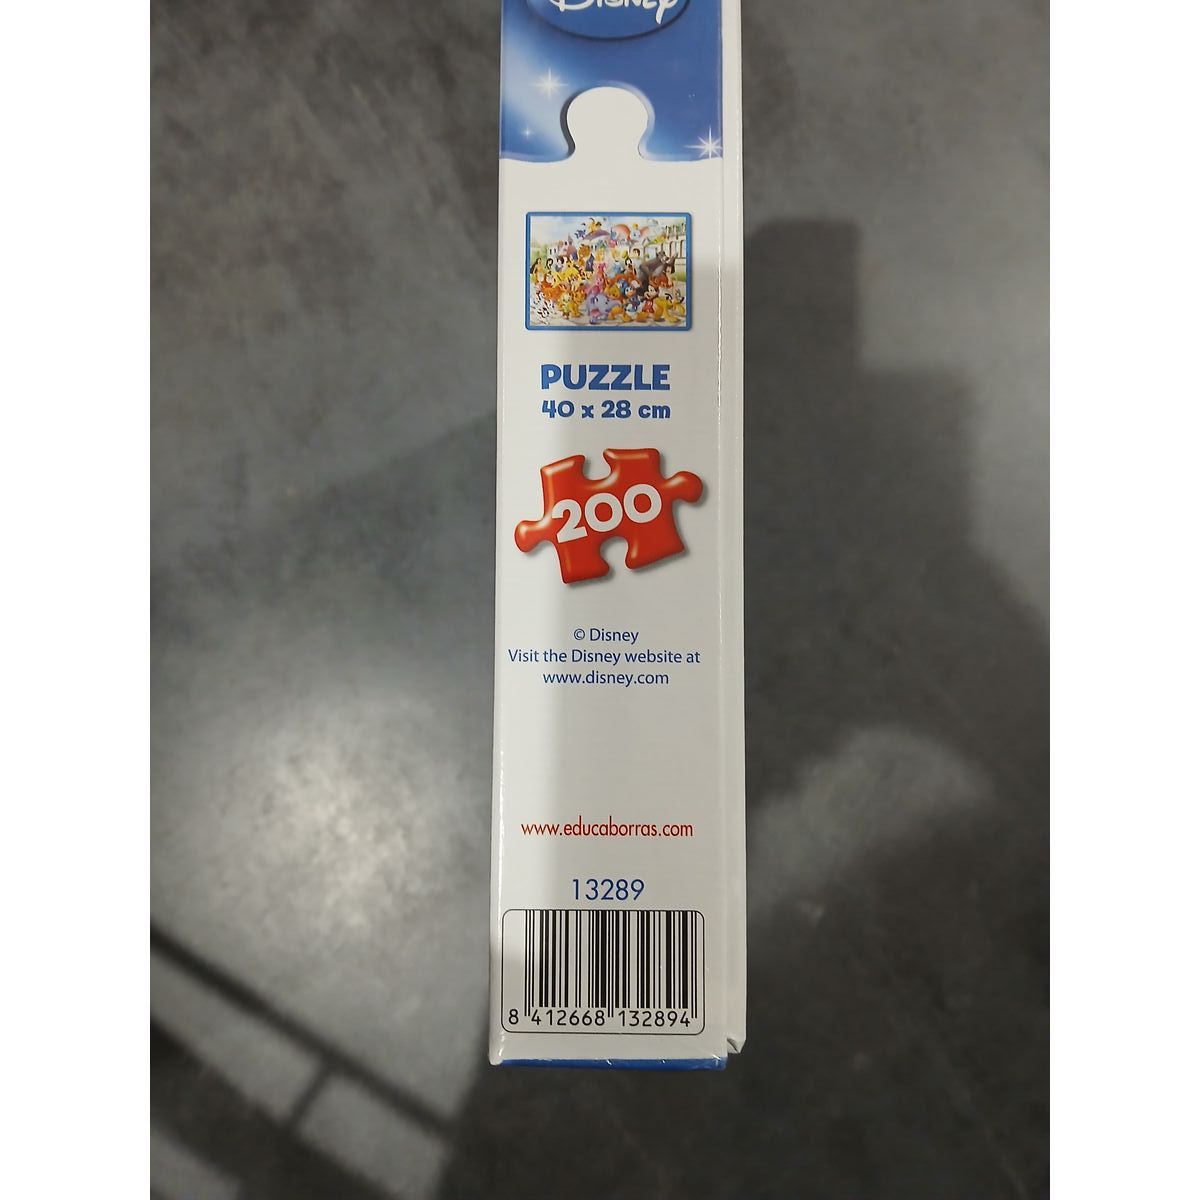 Disney
PUZZLE
40 x 28 cm
200
© Disney
Visit the Disney website at
www.disney.com
www.educaborras.com
13289
8 412668 132894